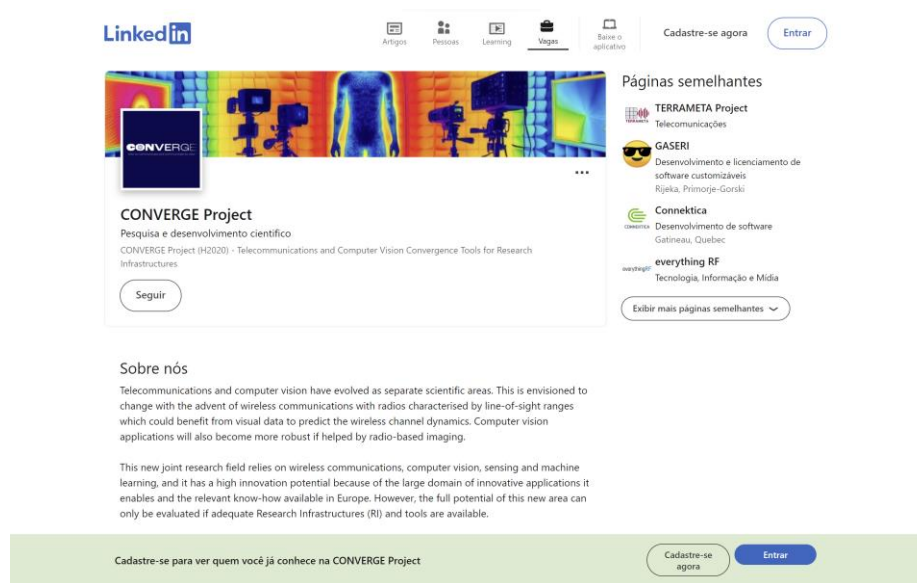 Linked in
Artigos
Pessoas
Learning
Vagas
Baixe o
aplicativo
Cadastre-se agora
Entrar
CONVERGE
CONVERGE Project
Pesquisa e desenvolvimento científico
CONVERGE Project (H2020) - Telecommunications and Computer Vision Convergence Tools for Research
Infrastructures
Seguir
Páginas semelhantes
TERRAMETA Project
Telecomunicações
GASERI
Desenvolvimento e licenciamento de
software customizáveis
Rijeka, Primorje-Gorski
Connektica
Desenvolvimento de software
Gatineau, Quebec
everything RF
everything RF
Tecnologia, Informação e Mídia
Exibir mais páginas semelhantes
Sobre nós
Telecommunications and computer vision have evolved as separate scientific areas. This is envisioned to
change with the advent of wireless communications with radios characterised by line-of-sight ranges
which could benefit from visual data to predict the wireless channel dynamics. Computer vision
applications will also become more robust if helped by radio-based imaging.
This new joint research field relies on wireless communications, computer vision, sensing and machine
learning, and it has a high innovation potential because of the large domain of innovative applications it
enables and the relevant know-how available in Europe. However, the full potential of this new area can
only be evaluated if adequate Research Infrastructures (RI) and tools are available.
Cadastre-se para ver quem você já conhece na CONVERGE Project
Cadastre-se
agora
Entrar